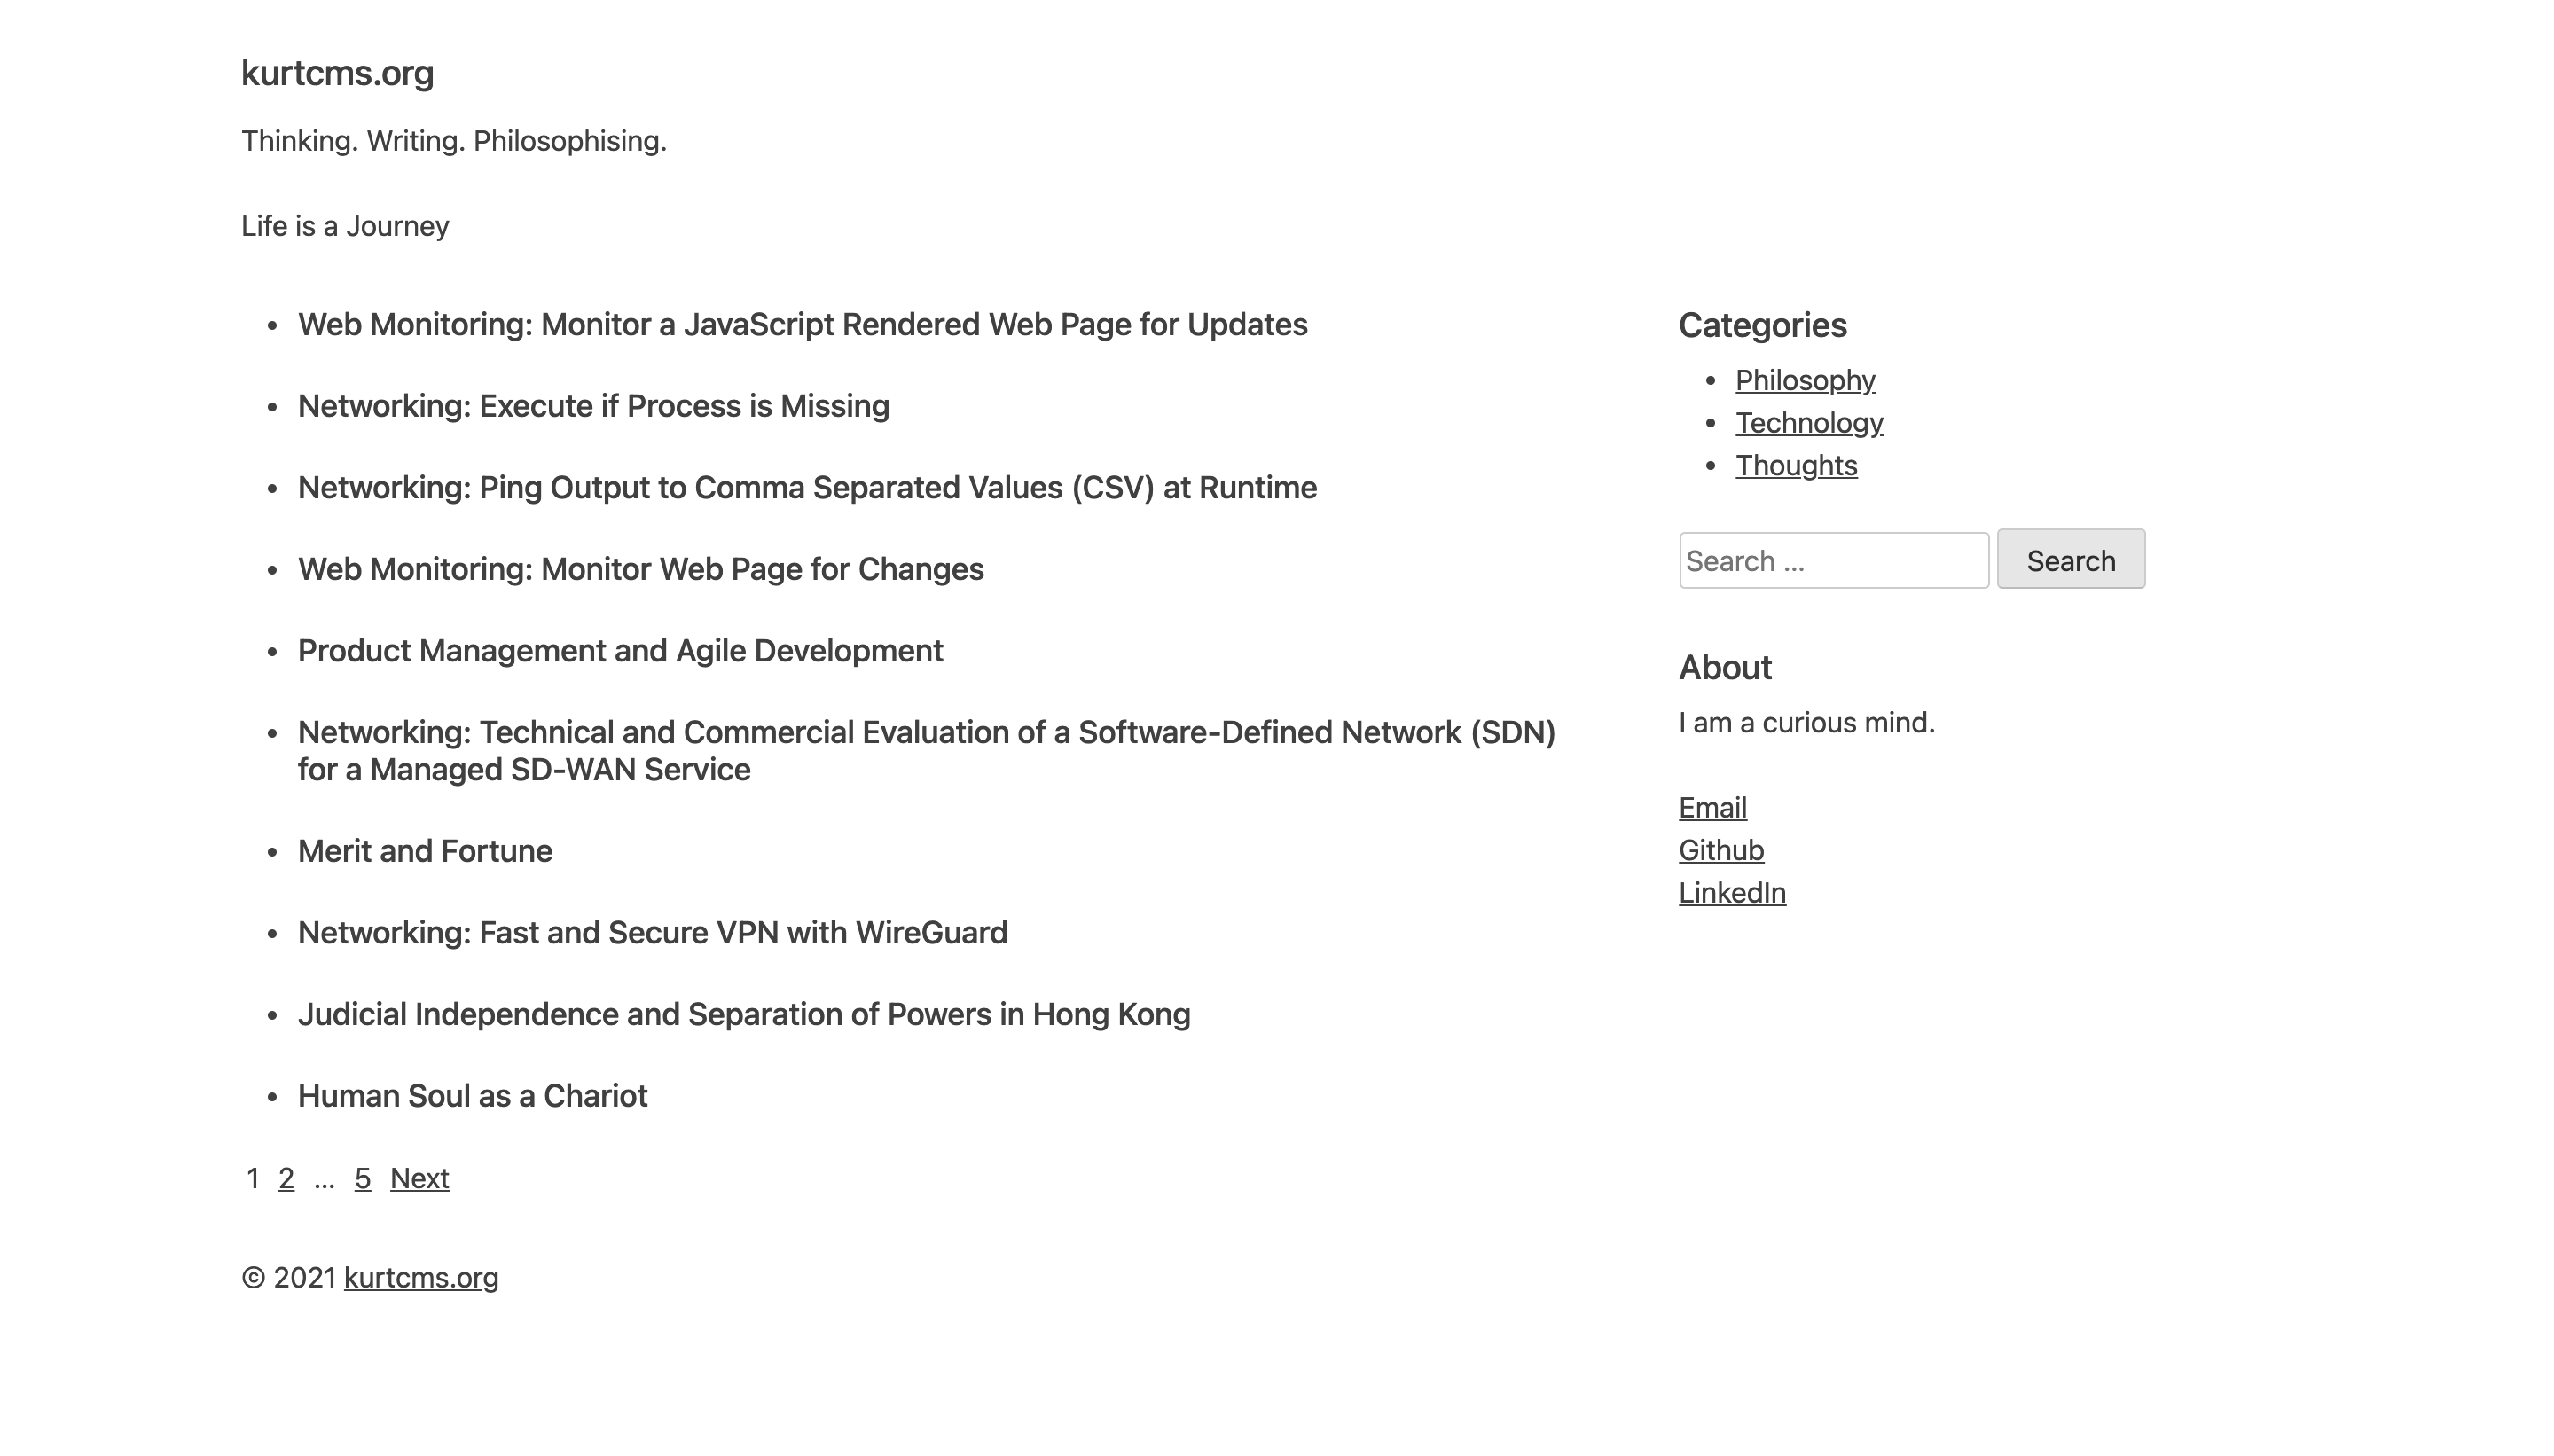 kurtcms.org
Thinking. Writing. Philosophising.
Life is a Journey
Web Monitoring: Monitor a JavaScript Rendered Web Page for Updates
Networking: Execute if Process is Missing
Networking: Ping Output to Comma Separated Values (CSV) at Runtime
Web Monitoring: Monitor Web Page for Changes
Product Management and Agile Development
Networking: Technical and Commercial Evaluation of a Software-Defined Network (SDN)
for a Managed SD-WAN Service
Merit and Fortune
Networking: Fast and Secure VPN with WireGuard
Judicial Independence and Separation of Powers in Hong Kong
Human Soul as a Chariot
1 2 ... 5 Next
Categories
Philosophy
Technology
Thoughts
Search ... Search
About
I am a curious mind.
Email
Github
LinkedIn
© 2021 kurtcms.org